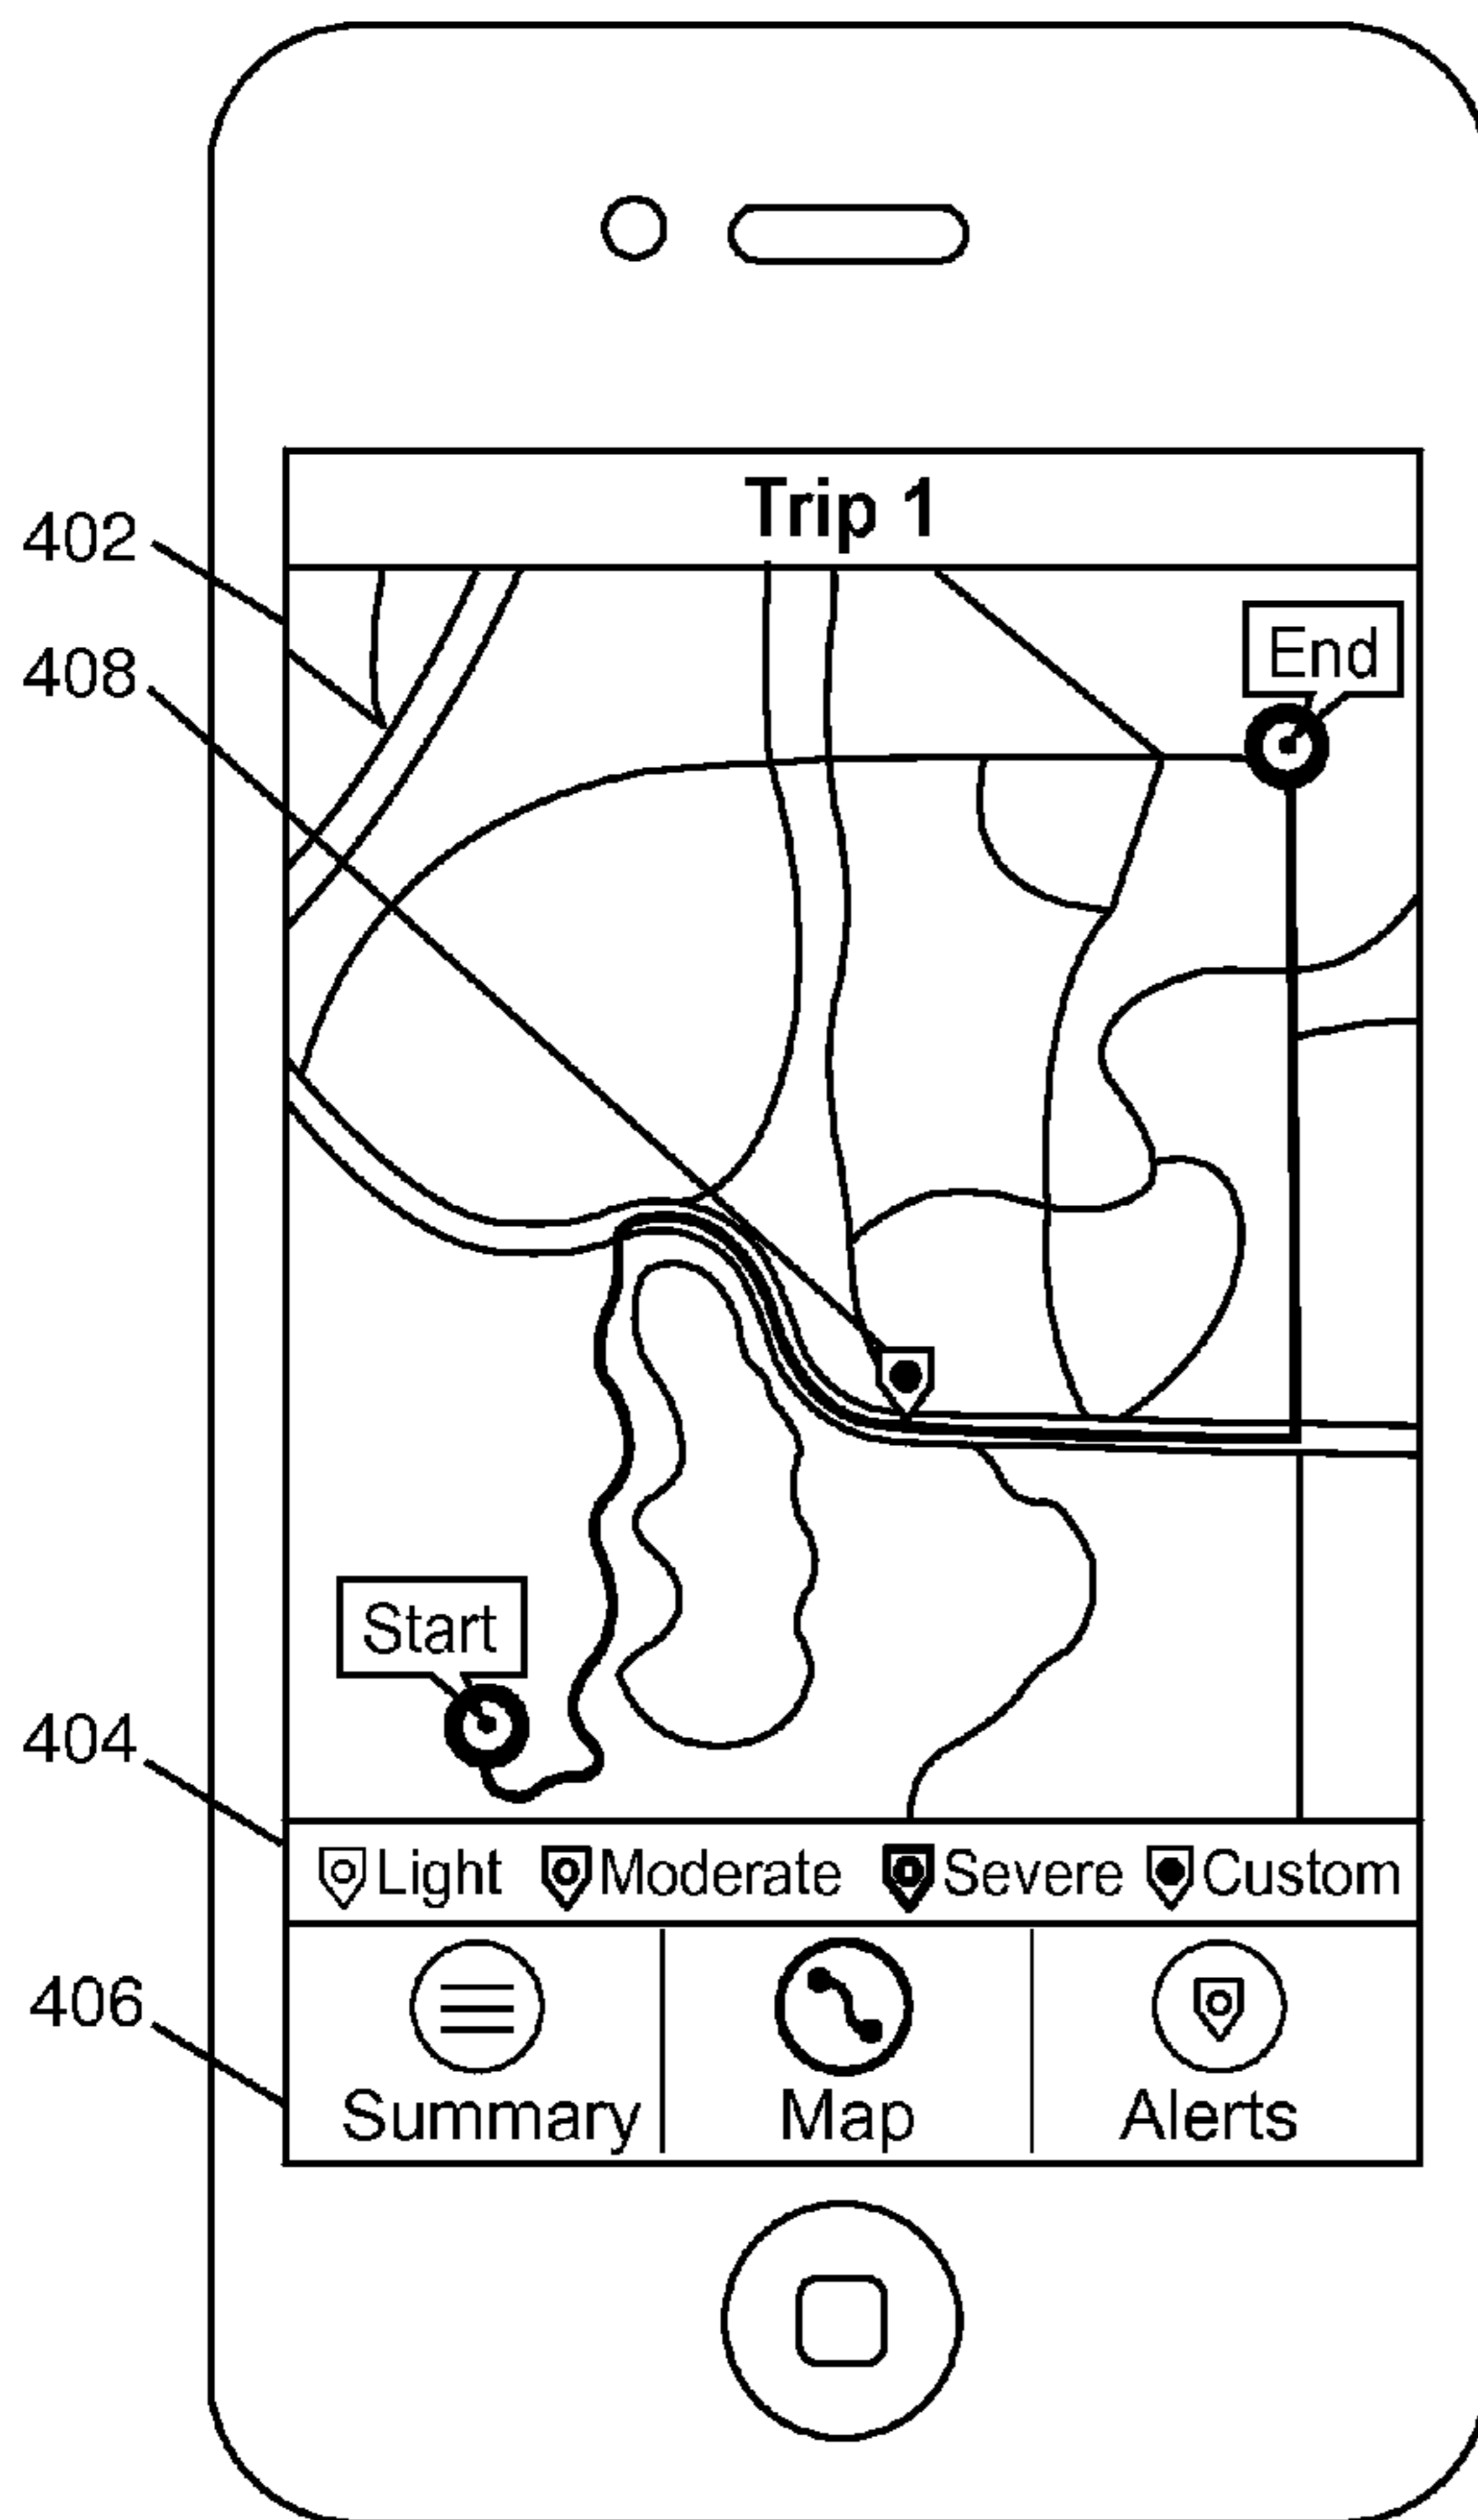 Trip 1
402
End
408
Start
404
Light Moderate Severe Custom
406
Summary Map Alerts